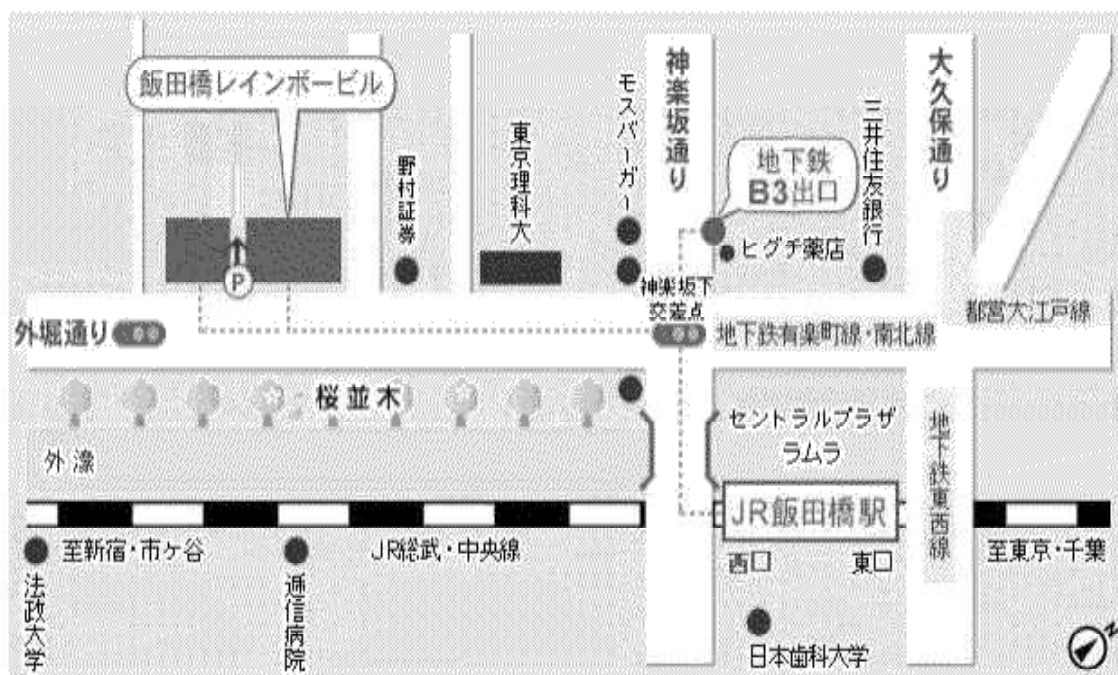 飯田橋レインボービル
野村証券
東京理科大
モスバーガー
神楽坂通り
地下鉄
B3出口
ヒグチ薬店
三井住友銀行
大久保通り
P
外堀通り
神楽坂下
交差点
地下鉄有楽町線・南北線
都営大江戸線
桜並木
外濠
セントラルプラザ
ラムラ
地下鉄東西線
JR飯田橋駅
至新宿・市ヶ谷
JR総武・中央線
西口
東口
至東京・千葉
法政大学
逓信病院
日本歯科大学
N